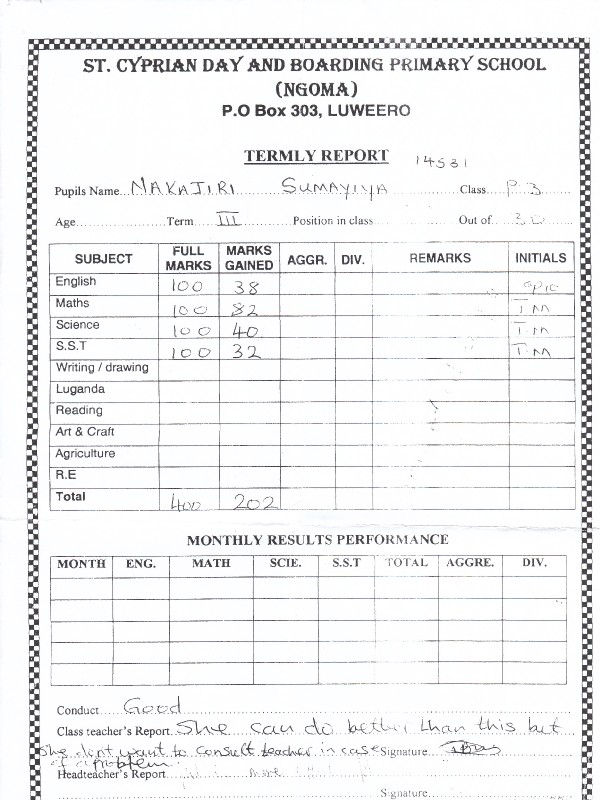 ST. CYPRIAN DAY AND BOARDING PRIMARY SCHOOL
(NGOMA)
P.O Box 303, LUWEERO
TERMLY REPORT 14531
Pupils Name NAKAJIRI SUMAYIYA Class P.3
Age Term III Position in class Out of 30
SUBJECT FULL MARKS MARKS GAINED AGGR. DIV. REMARKS INITIALS
English 100 38
Maths 100 82 T.M
Science 100 40 T.M
S.S.T 100 32 T.M
Writing / drawing
Luganda
Reading
Art & Craft
Agriculture
R.E
Total 400 202
MONTHLY RESULTS PERFORMANCE
MONTH ENG. MATH SCIE. S.S.T TOTAL AGGRE. DIV.
Conduct Good
Class teacher's Report She can do better than this but
she dont want to consult teacher in case Signature
of a problem.
Headteacher's Report
Signature